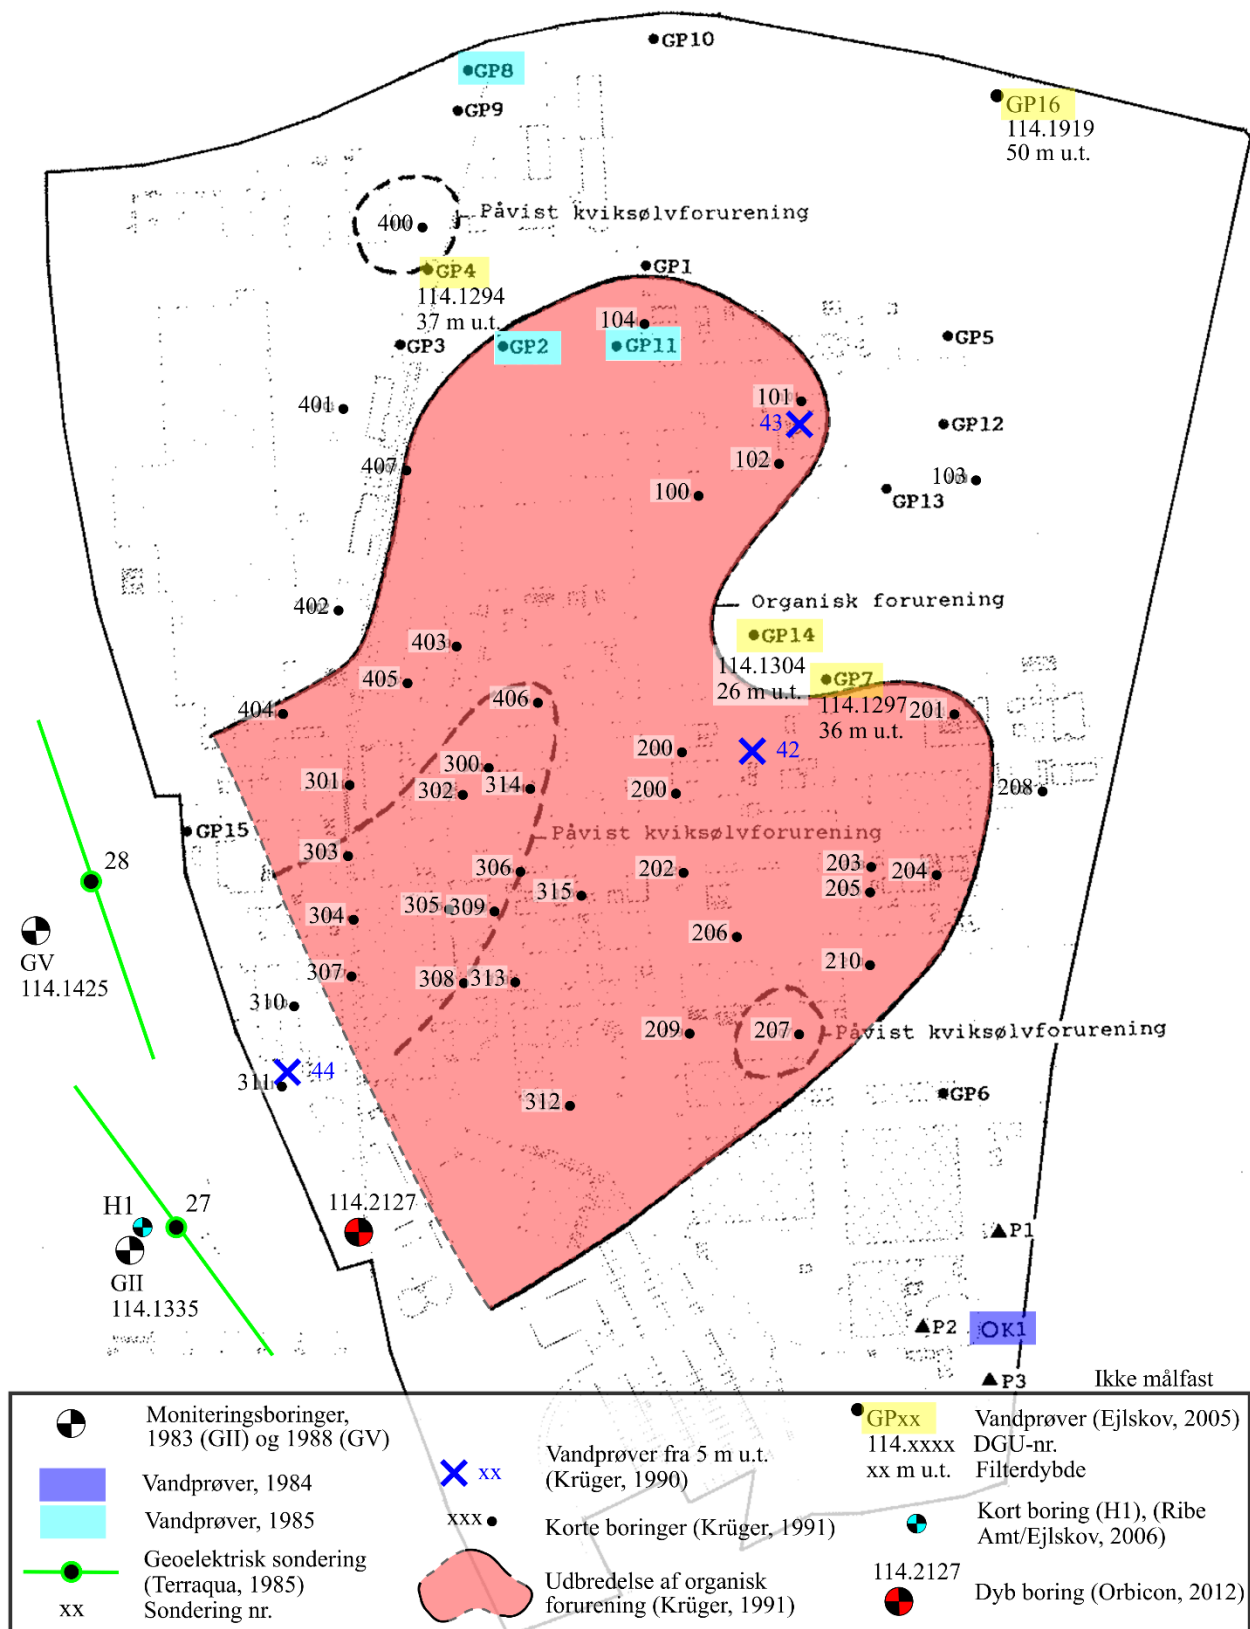 GP10
GP8
GP9
GP16
114.1919
50 m u.t.
Påvist kviksølvforurening
400
GP4
114.1294
37 m u.t.
GP1
104
GP3
GP2
GP11
GP5
401
101
43
GP12
407
102
103
100
GP13
402
Organisk forurening
403
GP14
114.1304
26 m u.t.
GP7
114.1297
36 m u.t.
405
406
404
201
300
200
42
301
302
314
200
208
GP15
Påvist kviksølvforurening
28
303
306
202
203
204
315
205
305
309
304
GV
114.1425
206
307
308
313
210
310
209
207
Påvist kviksølvforurening
311
44
312
GP6
27
H1
114.2127
P1
GII
114.1335
P2
K1
P3
Ikke målfast
Moniteringsboringer,
1983 (GII) og 1988 (GV)
Vandprøver, 1984
Vandprøver, 1985
Geoelektrisk sondering
(Terraqua, 1985)
xx
Sondering nr.
xx
Vandprøver fra 5 m u.t.
(Krüger, 1990)
xxx
Korte boringer (Krüger, 1991)
Udbredelse af organisk
forurening (Krüger, 1991)
GPxx
Vandprøver (Ejlskov, 2005)
114.xxxx
DGU-nr.
xx m u.t.
Filterdybde
Kort boring (H1), (Ribe
Amt/Ejlskov, 2006)
114.2127
Dyb boring (Orbicon, 2012)